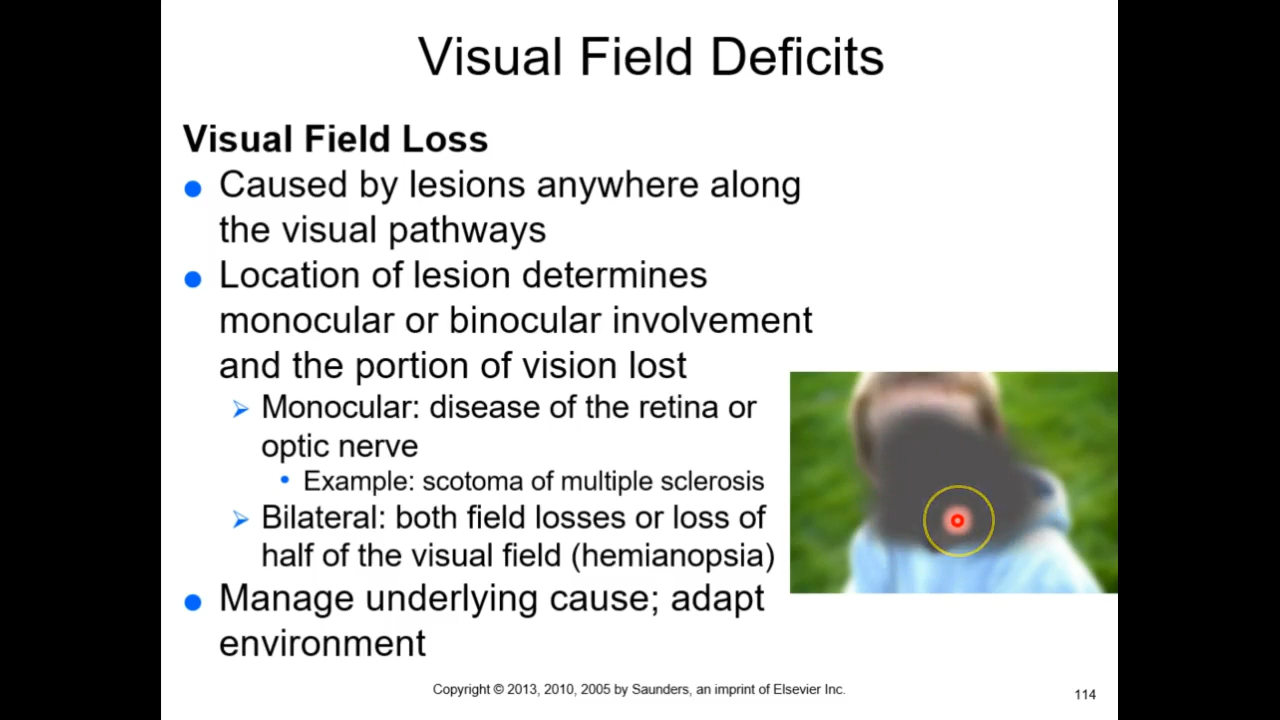 Visual Field Deficits
Visual Field Loss
Caused by lesions anywhere along
the visual pathways
Location of lesion determines
monocular or binocular involvement
and the portion of vision lost
Monocular: disease of the retina or
optic nerve
Example: scotoma of multiple sclerosis
Bilateral: both field losses or loss of
half of the visual field (hemianopsia)
Manage underlying cause; adapt
environment
Copyright © 2013, 2010, 2005 by Saunders, an imprint of Elsevier Inc.
114